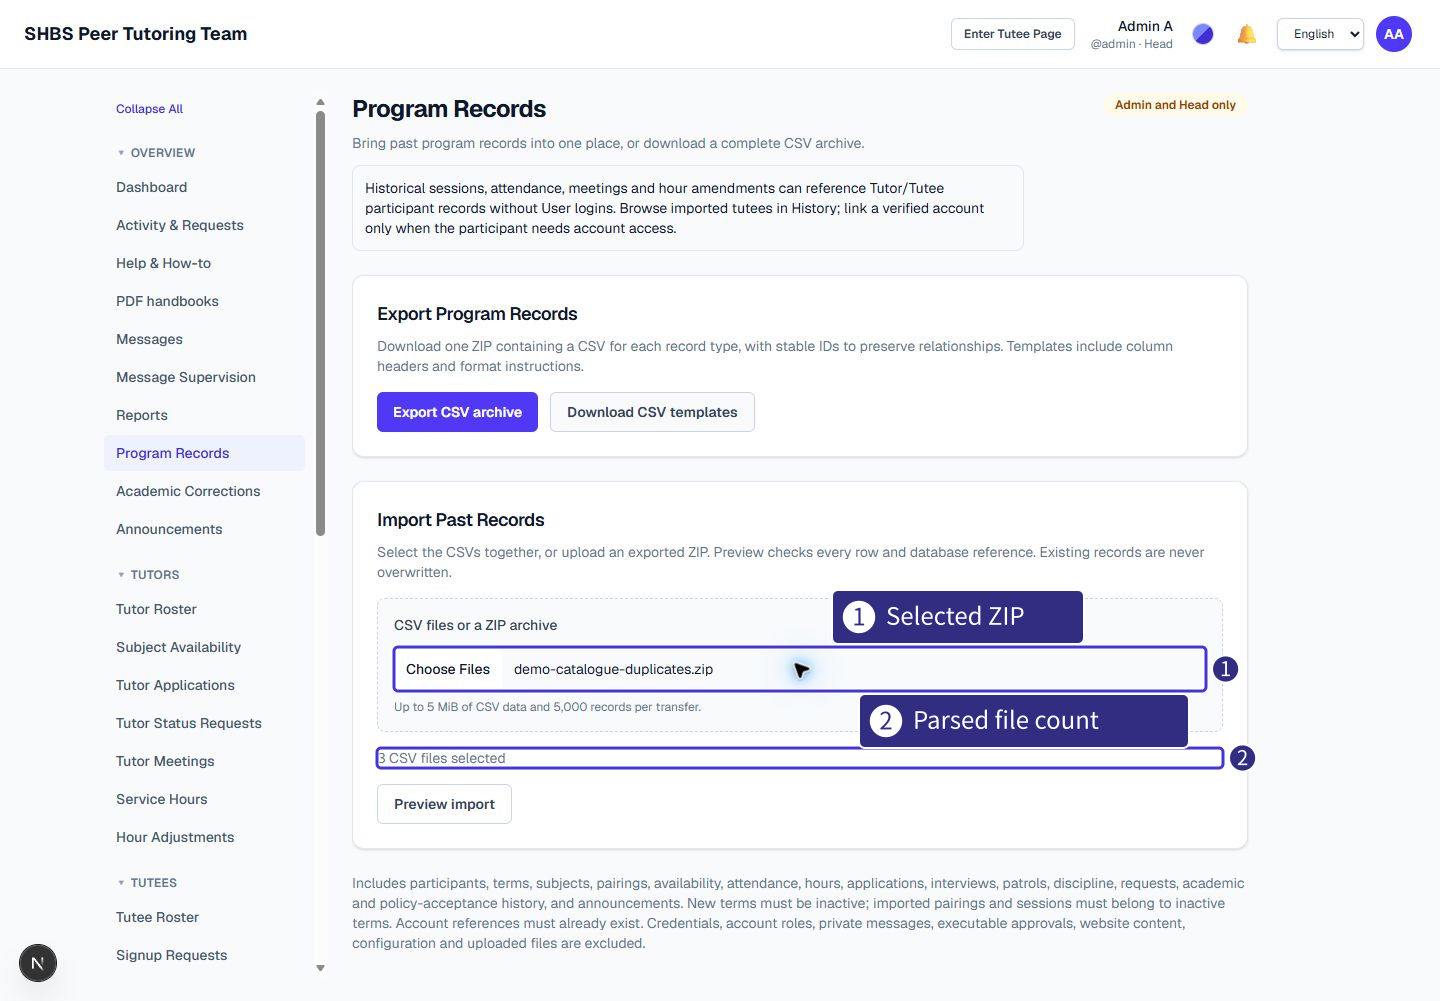 SHBS Peer Tutoring Team
Enter Tutee Page
Admin A
@admin · Head
English
AA
Collapse All
OVERVIEW
Dashboard
Activity & Requests
Help & How-to
PDF handbooks
Messages
Message Supervision
Reports
Program Records
Academic Corrections
Announcements
TUTORS
Tutor Roster
Subject Availability
Tutor Applications
Tutor Status Requests
Tutor Meetings
Service Hours
Hour Adjustments
TUTEES
Tutee Roster
Signup Requests
N
Program Records
Admin and Head only
Bring past program records into one place, or download a complete CSV archive.
Historical sessions, attendance, meetings and hour amendments can reference Tutor/Tutee
participant records without User logins. Browse imported tutees in History; link a verified account
only when the participant needs account access.
Export Program Records
Download one ZIP containing a CSV for each record type, with stable IDs to preserve relationships. Templates include column
headers and format instructions.
Export CSV archive
Download CSV templates
Import Past Records
Select the CSVs together, or upload an exported ZIP. Preview checks every row and database reference. Existing records are never
overwritten.
1 Selected ZIP
CSV files or a ZIP archive
Choose Files demo-catalogue-duplicates.zip
1
Up to 5 MiB of CSV data and 5,000 records per transfer.
2 Parsed file count
3 CSV files selected
2
Preview import
Includes participants, terms, subjects, pairings, availability, attendance, hours, applications, interviews, patrols, discipline, requests, academic
and policy-acceptance history, and announcements. New terms must be inactive; imported pairings and sessions must belong to inactive
terms. Account references must already exist. Credentials, account roles, private messages, executable approvals, website content,
configuration and uploaded files are excluded.